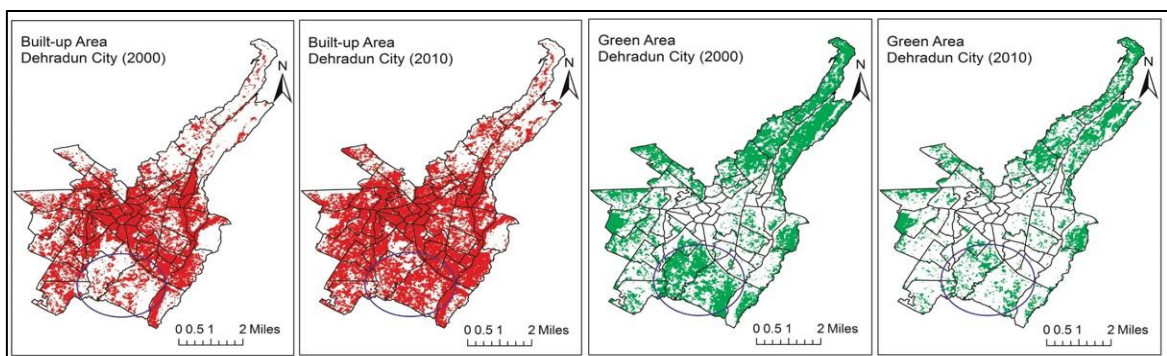 Built-up Area
Dehradun City (2000)
N
0 0.5 1 2 Miles
Built-up Area
Dehradun City (2010)
N
0 0.5 1 2 Miles
Green Area
Dehradun City (2000)
N
0 0.5 1 2 Miles
Green Area
Dehradun City (2010)
N
0 0.5 1 2 Miles